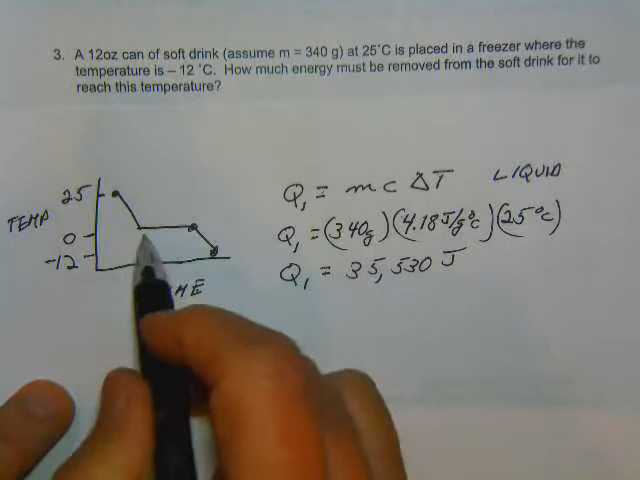 3. A 12oz can of soft drink (assume m = 340 g) at 25˚C is placed in a freezer where the
temperature is – 12 ˚C. How much energy must be removed from the soft drink for it to
reach this temperature?
Q₁ = mc ΔT LIQUID
Q₁ = (340g)(4.18 J/g°C)(25°C)
Q₁ = 35,530 J
25
TEMP
0
-12
ME